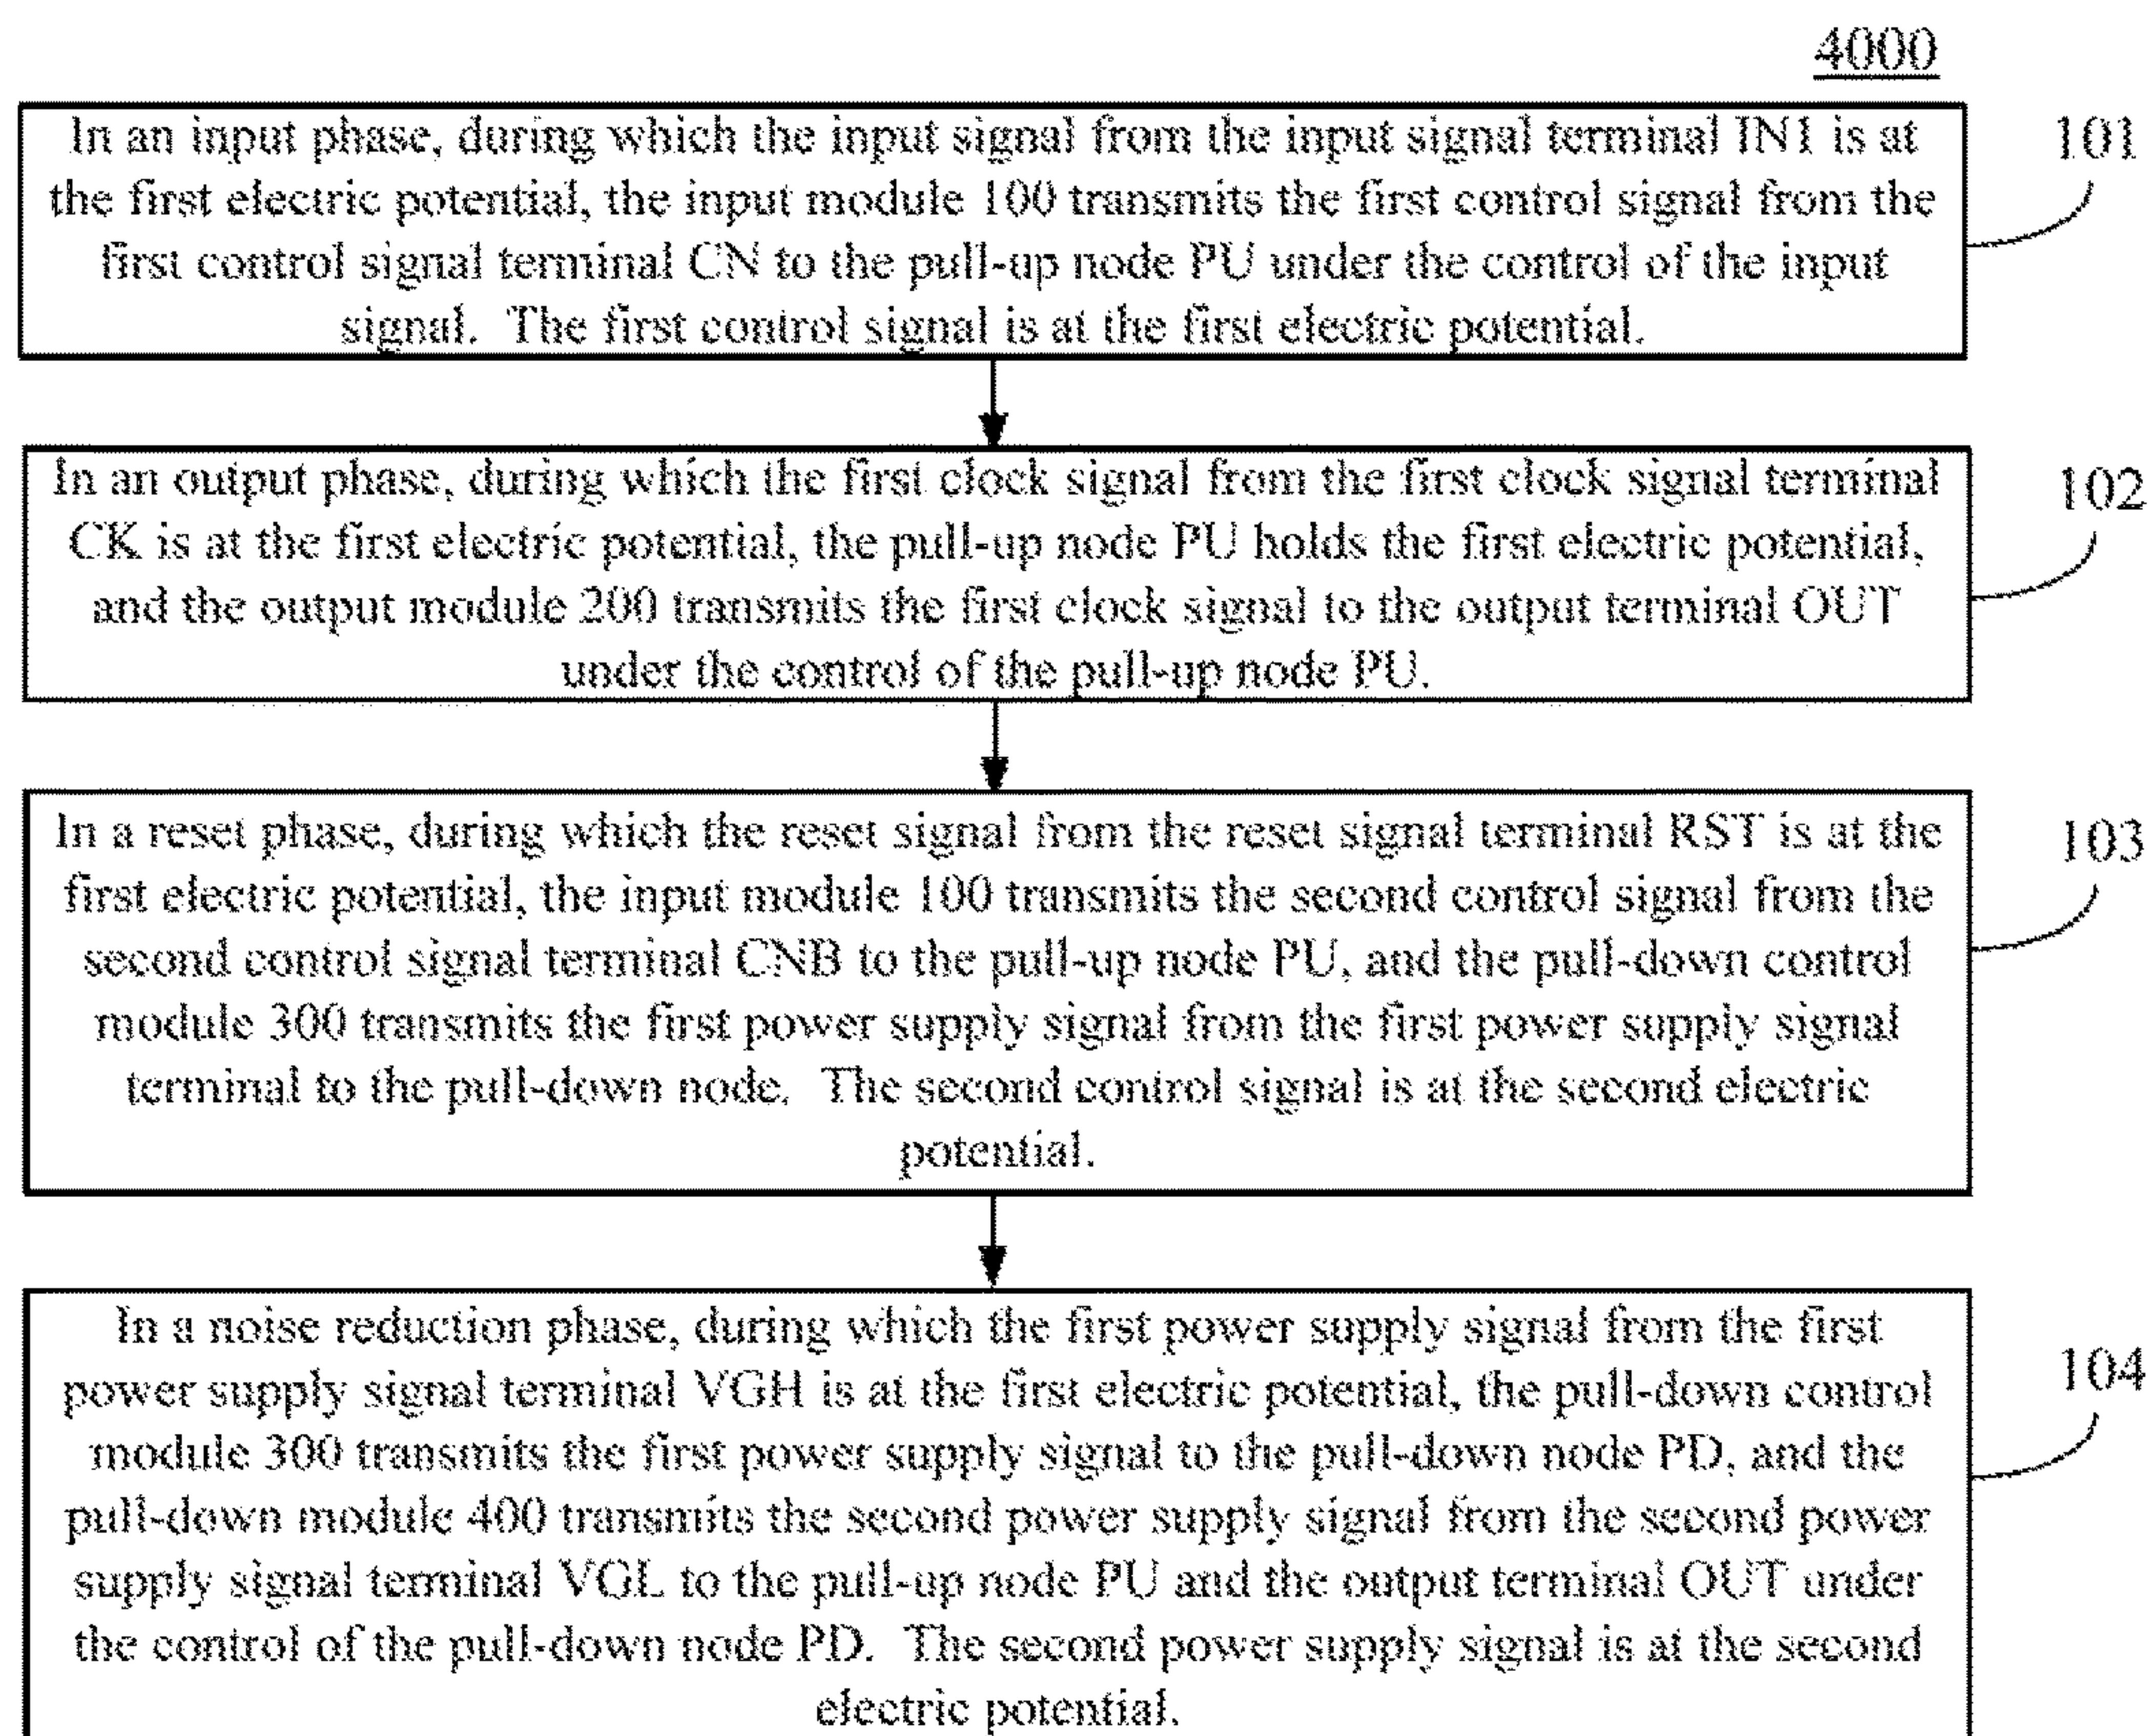 4000
In an input phase, during which the input signal from the input signal terminal IN1 is at
the first electric potential, the input module 100 transmits the first control signal from the
first control signal terminal CN to the pull-up node PU under the control of the input
signal. The first control signal is at the first electric potential.
101
In an output phase, during which the first clock signal from the first clock signal terminal
CK is at the first electric potential, the pull-up node PU holds the first electric potential,
and the output module 200 transmits the first clock signal to the output terminal OUT
under the control of the pull-up node PU.
102
In a reset phase, during which the reset signal from the reset signal terminal RST is at the
first electric potential, the input module 100 transmits the second control signal from the
second control signal terminal CNB to the pull-up node PU, and the pull-down control
module 300 transmits the first power supply signal from the first power supply signal
terminal to the pull-down node. The second control signal is at the second electric
potential.
103
In a noise reduction phase, during which the first power supply signal from the first
power supply signal terminal VGH is at the first electric potential, the pull-down control
module 300 transmits the first power supply signal to the pull-down node PD, and the
pull-down module 400 transmits the second power supply signal from the second power
supply signal terminal VGL to the pull-up node PU and the output terminal OUT under
the control of the pull-down node PD. The second power supply signal is at the second
electric potential.
104